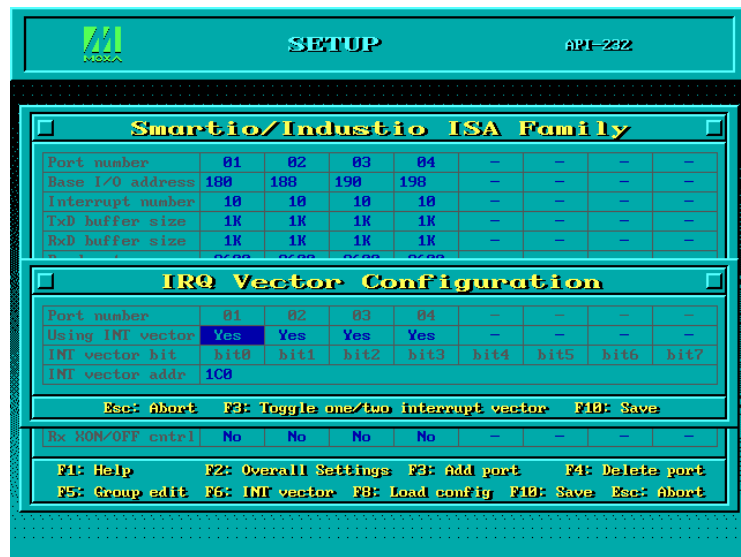 MOXA
SETUP API-232
Smartio/Industio ISA Family
Port number 01 02 03 04 – – – –
Base I/O address 180 188 190 198 – – – –
Interrupt number 10 10 10 10 – – – –
TxD buffer size 1K 1K 1K 1K – – – –
RxD buffer size 1K 1K 1K 1K – – – –
IRQ Vector Configuration
Port number 01 02 03 04 – – – –
Using INT vector Yes Yes Yes Yes – – – –
INT vector bit bit0 bit1 bit2 bit3 bit4 bit5 bit6 bit7
INT vector addr 1C0
Esc: Abort F3: Toggle one/two interrupt vector F10: Save
Rx XON/OFF cntrl No No No No – – – –
F1: Help F2: Overall Settings F3: Add port F4: Delete port
F5: Group edit F6: INT vector F8: Load config F10: Save Esc: Abort